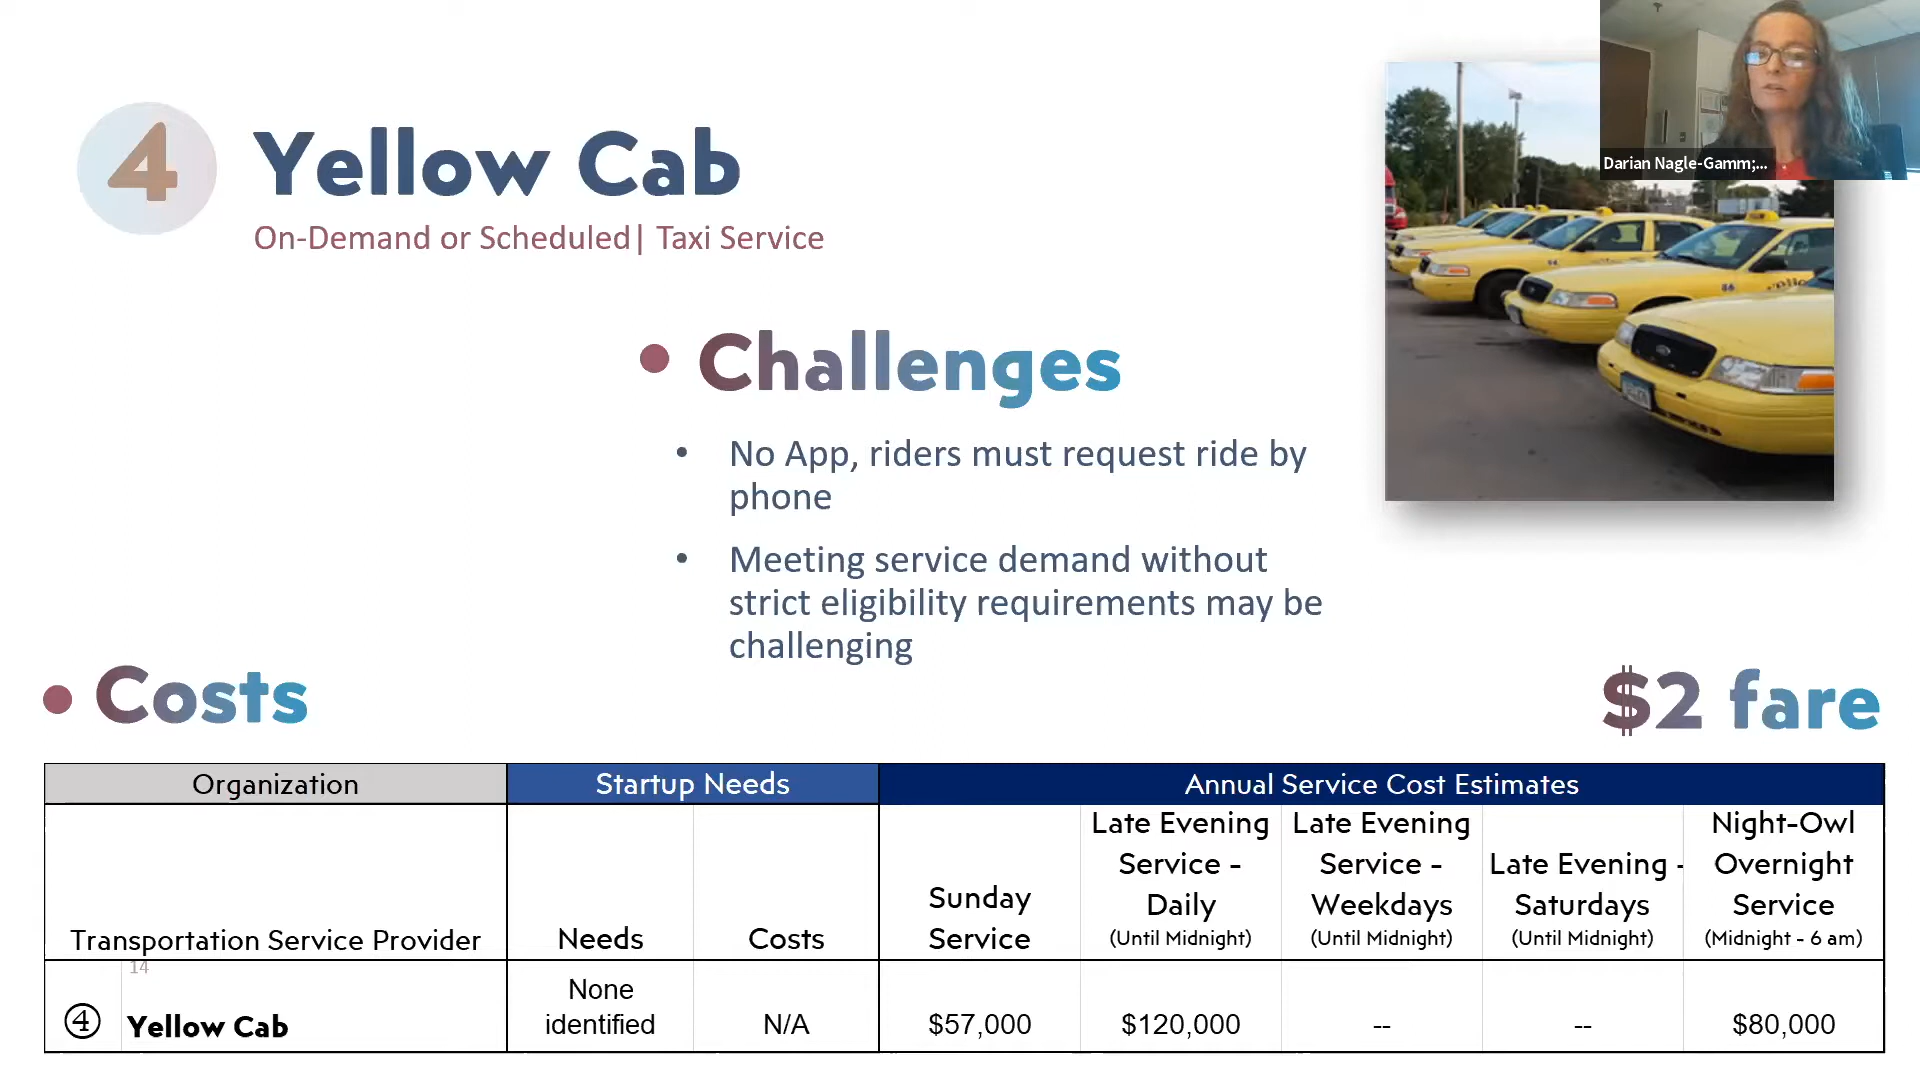 Darian Nagle-Gamm;...
4
Yellow Cab
On-Demand or Scheduled| Taxi Service
• Challenges
• No App, riders must request ride by
phone
• Meeting service demand without
strict eligibility requirements may be
challenging
• Costs
$2 fare
Organization
Startup Needs
Annual Service Cost Estimates
Transportation Service Provider
Needs
Costs
Sunday
Service
Late Evening
Service -
Daily
(Until Midnight)
Late Evening
Service -
Weekdays
(Until Midnight)
Late Evening -
Saturdays
(Until Midnight)
Night-Owl
Overnight
Service
(Midnight - 6 am)
14
④ Yellow Cab
None
identified
N/A
$57,000
$120,000
--
--
$80,000